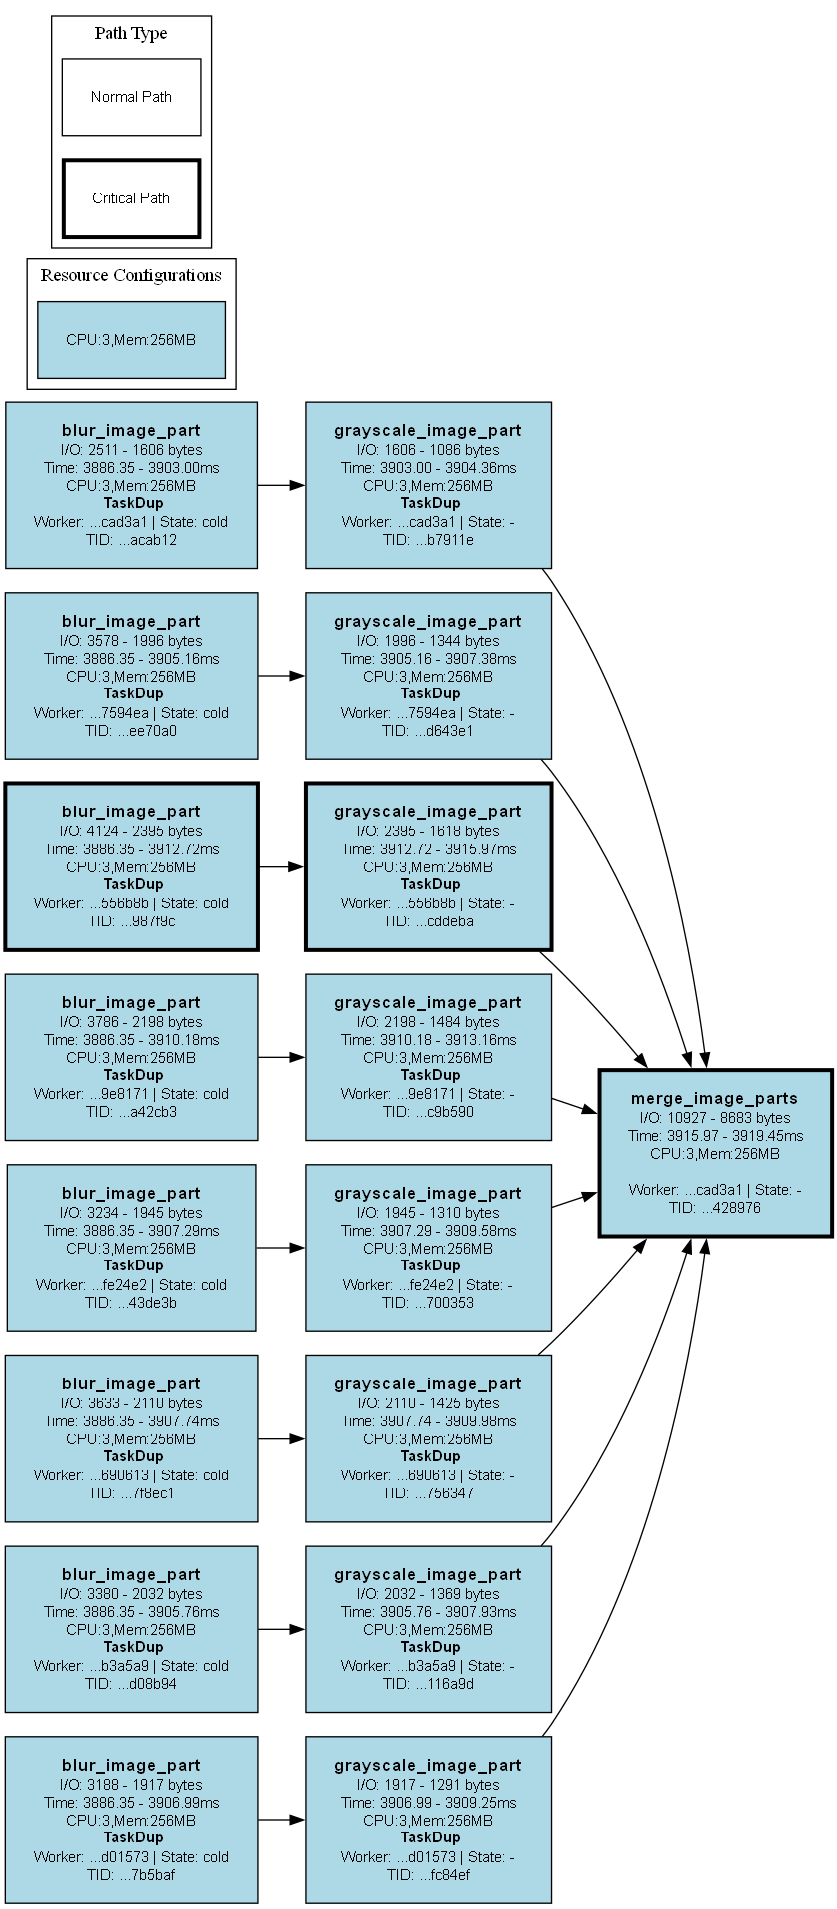 Path Type
Normal Path
Critical Path
Resource Configurations
CPU:3,Mem:256MB
blur_image_part
I/O: 2511 - 1606 bytes
Time: 3886.35 - 3903.00ms
CPU:3,Mem:256MB
TaskDup
Worker: ...cad3a1 | State: cold
TID: ...acab12
grayscale_image_part
I/O: 1606 - 1086 bytes
Time: 3903.00 - 3904.36ms
CPU:3,Mem:256MB
TaskDup
Worker: ...cad3a1 | State: -
TID: ...b7911e
blur_image_part
I/O: 3578 - 1996 bytes
Time: 3886.35 - 3905.16ms
CPU:3,Mem:256MB
TaskDup
Worker: ...7594ea | State: cold
TID: ...ee70a0
grayscale_image_part
I/O: 1996 - 1344 bytes
Time: 3905.16 - 3907.38ms
CPU:3,Mem:256MB
TaskDup
Worker: ...7594ea | State: -
TID: ...d643e1
blur_image_part
I/O: 4124 - 2395 bytes
Time: 3886.35 - 3912.72ms
CPU:3,Mem:256MB
TaskDup
Worker: ...556b8b | State: cold
TID: ...987f9c
grayscale_image_part
I/O: 2395 - 1618 bytes
Time: 3912.72 - 3915.97ms
CPU:3,Mem:256MB
TaskDup
Worker: ...556b8b | State: -
TID: ...cddeba
blur_image_part
I/O: 3786 - 2198 bytes
Time: 3886.35 - 3910.18ms
CPU:3,Mem:256MB
TaskDup
Worker: ...9e8171 | State: cold
TID: ...a42cb3
grayscale_image_part
I/O: 2198 - 1484 bytes
Time: 3910.18 - 3913.16ms
CPU:3,Mem:256MB
TaskDup
Worker: ...9e8171 | State: -
TID: ...c9b590
merge_image_parts
I/O: 10927 - 8683 bytes
Time: 3915.97 - 3919.45ms
CPU:3,Mem:256MB
Worker: ...cad3a1 | State: -
TID: ...428976
blur_image_part
I/O: 3234 - 1945 bytes
Time: 3886.35 - 3907.29ms
CPU:3,Mem:256MB
TaskDup
Worker: ...fe24e2 | State: cold
TID: ...43de3b
grayscale_image_part
I/O: 1945 - 1310 bytes
Time: 3907.29 - 3909.58ms
CPU:3,Mem:256MB
TaskDup
Worker: ...fe24e2 | State: -
TID: ...700353
blur_image_part
I/O: 3633 - 2110 bytes
Time: 3886.35 - 3907.74ms
CPU:3,Mem:256MB
TaskDup
Worker: ...690613 | State: cold
TID: ...7f8ec1
grayscale_image_part
I/O: 2110 - 1425 bytes
Time: 3907.74 - 3909.98ms
CPU:3,Mem:256MB
TaskDup
Worker: ...690613 | State: -
TID: ...756347
blur_image_part
I/O: 3380 - 2032 bytes
Time: 3886.35 - 3905.76ms
CPU:3,Mem:256MB
TaskDup
Worker: ...b3a5a9 | State: cold
TID: ...d08b94
grayscale_image_part
I/O: 2032 - 1369 bytes
Time: 3905.76 - 3907.93ms
CPU:3,Mem:256MB
TaskDup
Worker: ...b3a5a9 | State: -
TID: ...116a9d
blur_image_part
I/O: 3188 - 1917 bytes
Time: 3886.35 - 3906.99ms
CPU:3,Mem:256MB
TaskDup
Worker: ...d01573 | State: cold
TID: ...7b5baf
grayscale_image_part
I/O: 1917 - 1291 bytes
Time: 3906.99 - 3909.25ms
CPU:3,Mem:256MB
TaskDup
Worker: ...d01573 | State: -
TID: ...fc84ef